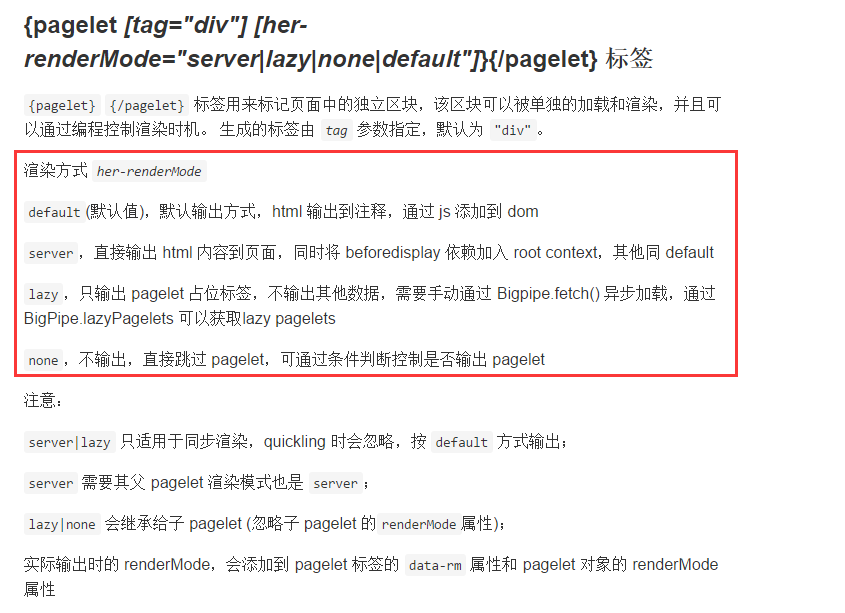 {pagelet [tag="div"] [her-
renderMode="server|lazy|none|default"]}{/pagelet} 标签
{pagelet} {/pagelet} 标签用来标记页面中的独立区块，该区块可以被单独的加载和渲染，并且可
以通过编程控制渲染时机。 生成的标签由 tag 参数指定，默认为 "div" 。
渲染方式 her-renderMode
default (默认值)，默认输出方式，html 输出到注释，通过 js 添加到 dom
server ，直接输出 html 内容到页面，同时将 beforedisplay 依赖加入 root context，其他同 default
lazy ，只输出 pagelet 占位标签，不输出其他数据，需要手动通过 Bigpipe.fetch() 异步加载，通过
BigPipe.lazyPagelets 可以获取lazy pagelets
none ，不输出，直接跳过 pagelet，可通过条件判断控制是否输出 pagelet
注意：
server|lazy 只适用于同步渲染，quickling 时会忽略，按 default 方式输出；
server 需要其父 pagelet 渲染模式也是 server ；
lazy|none 会继承给子 pagelet (忽略子 pagelet 的 renderMode 属性)；
实际输出时的 renderMode，会添加到 pagelet 标签的 data-rm 属性和 pagelet 对象的 renderMode
属性